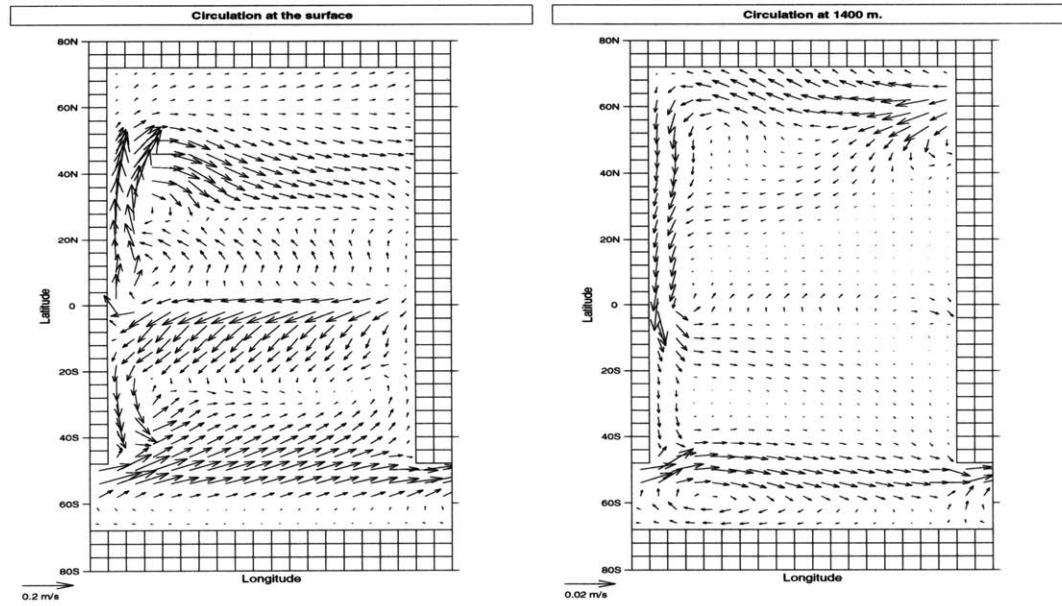 Circulation at the surface
80N
60N
40N
20N
0
20S
40S
60S
80S
Latitude
Longitude
0.2 m/s
Circulation at 1400 m.
80N
60N
40N
20N
0
20S
40S
60S
80S
Latitude
Longitude
0.02 m/s